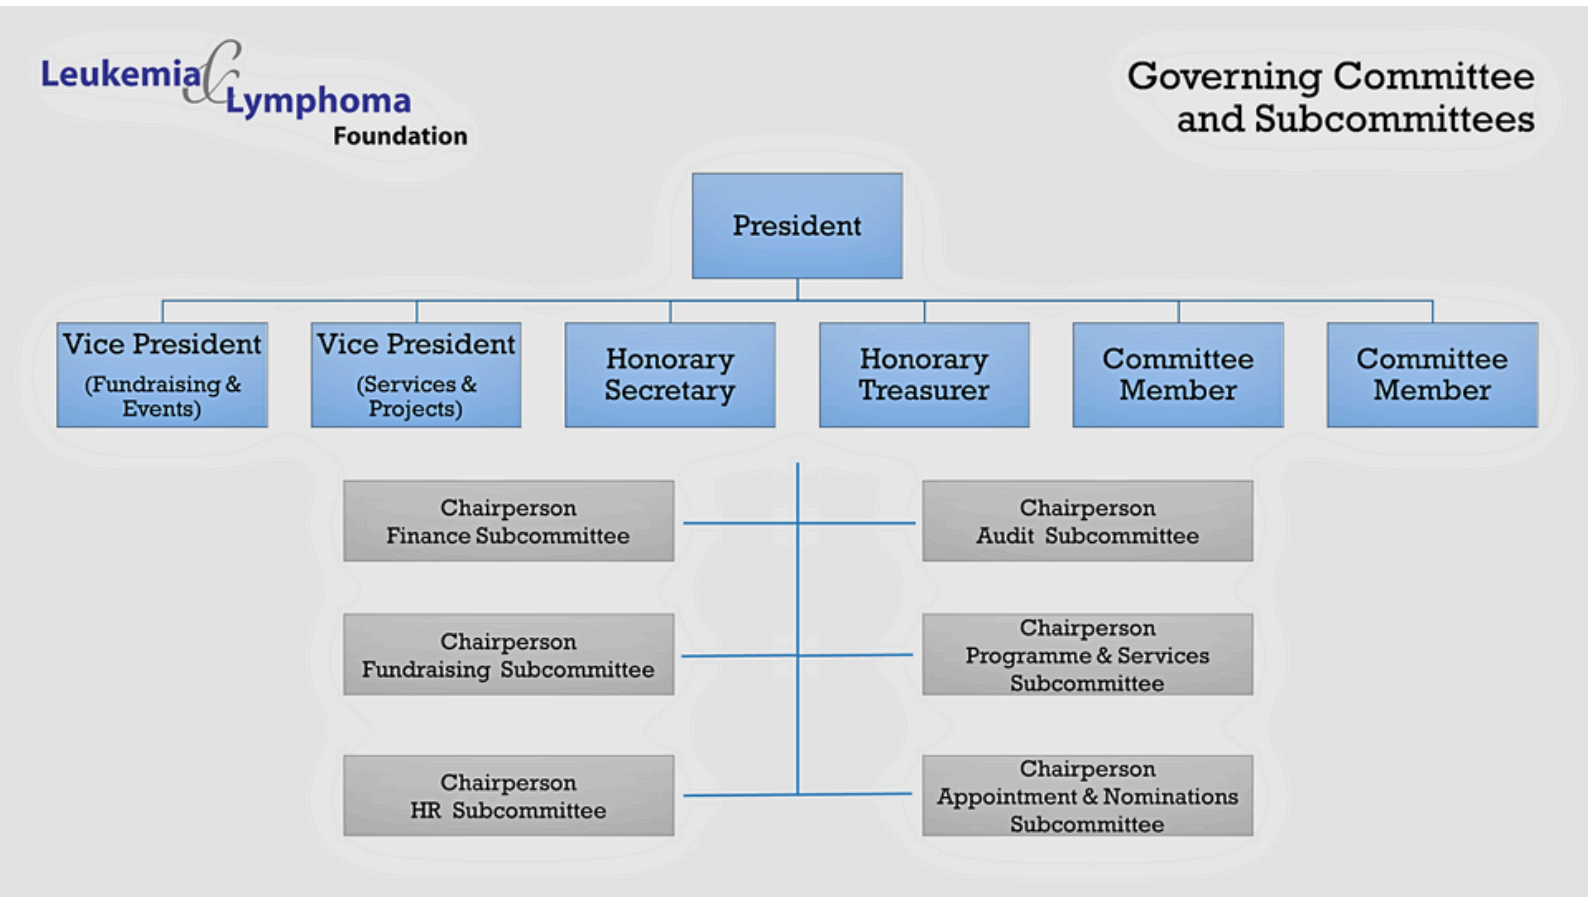 Leukemia &
Lymphoma
Foundation
Governing Committee
and Subcommittees
President
Vice President
(Fundraising &
Events)
Vice President
(Services &
Projects)
Honorary
Secretary
Honorary
Treasurer
Committee
Member
Committee
Member
Chairperson
Finance Subcommittee
Chairperson
Audit Subcommittee
Chairperson
Fundraising Subcommittee
Chairperson
Programme & Services
Subcommittee
Chairperson
HR Subcommittee
Chairperson
Appointment & Nominations
Subcommittee